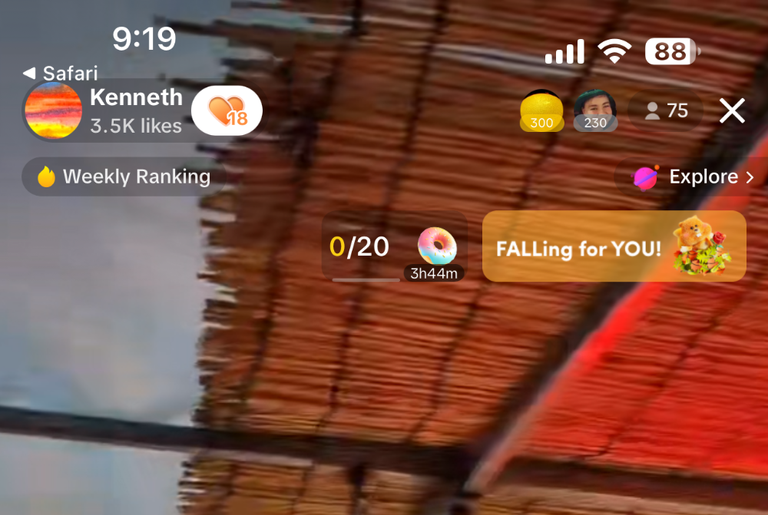 9:19
88
Safari
Kenneth
3.5K likes
18
300
230
75
Weekly Ranking
Explore
0/20
3h44m
FALLing for YOU!